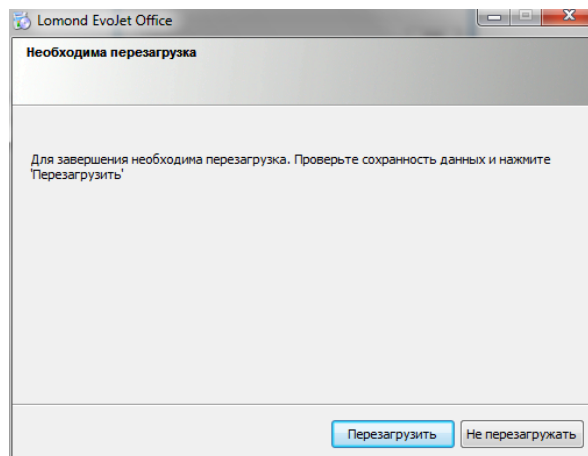 Lomond EvoJet Office
Необходима перезагрузка
Для завершения необходима перезагрузка. Проверьте сохранность данных и нажмите
'Перезагрузить'
Перезагрузить Не перезагружать